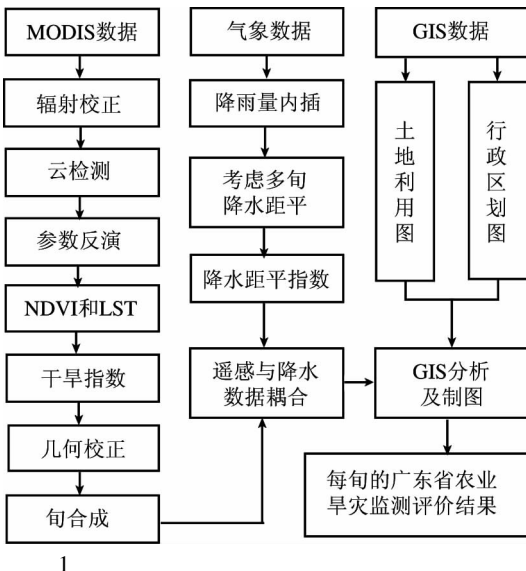 MODIS数据
辐射校正
云检测
参数反演
NDVI和LST
干旱指数
几何校正
旬合成
气象数据
降雨量内插
考虑多旬
降水距平
降水距平指数
遥感与降水
数据耦合
GIS数据
土地利用图
行政区划图
GIS分析
及制图
每旬的广东省农业
旱灾监测评价结果
1